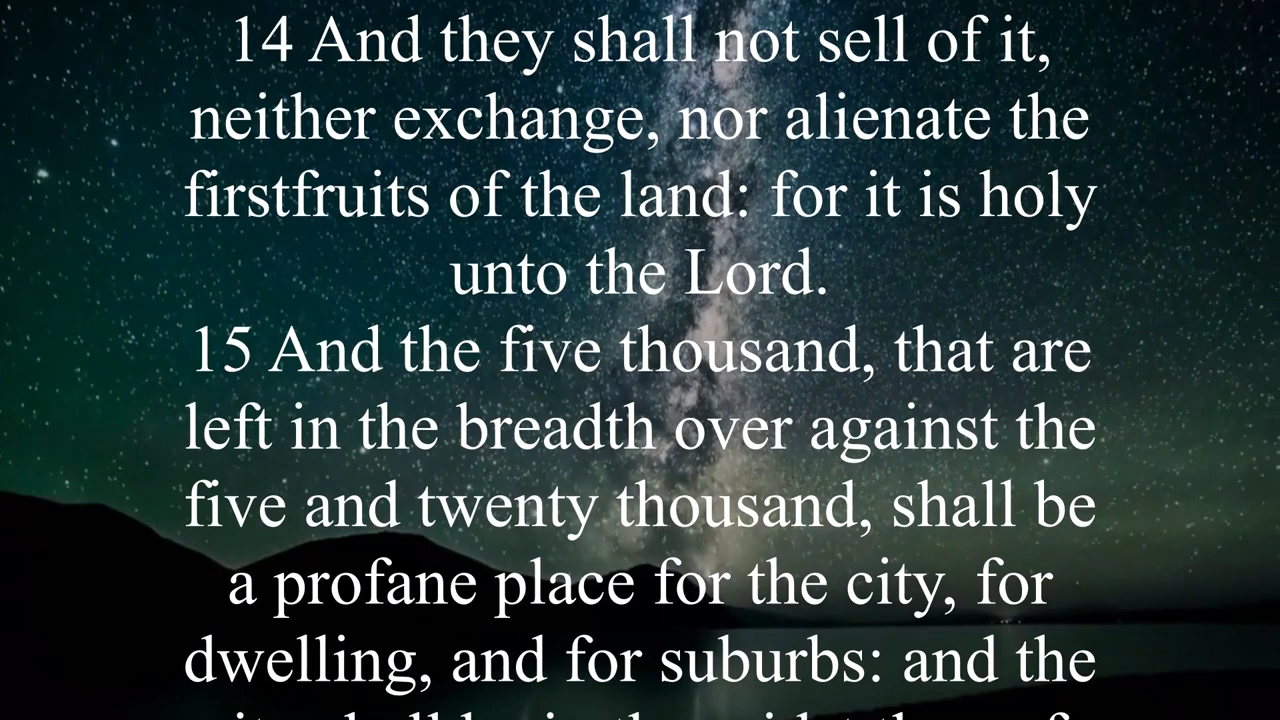 14 And they shall not sell of it,
neither exchange, nor alienate the
firstfruits of the land: for it is holy
unto the Lord.
15 And the five thousand, that are
left in the breadth over against the
five and twenty thousand, shall be
a profane place for the city, for
dwelling, and for suburbs: and the